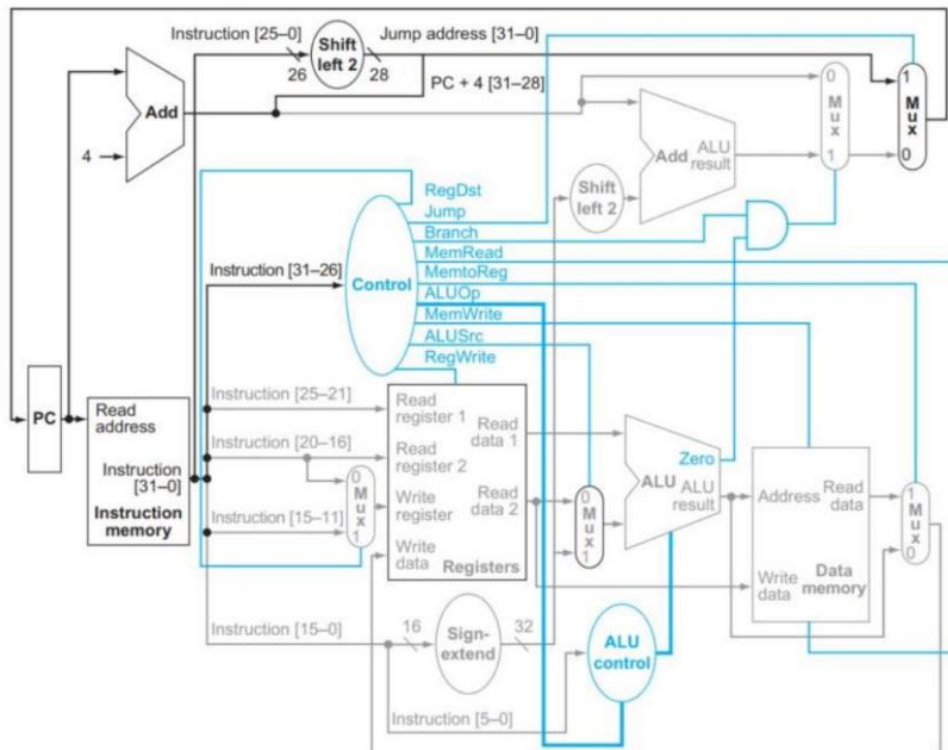 Instruction [25–0]
Shift
left 2
Jump address [31–0]
26
28
PC + 4 [31–28]
Add
4
0
M
u
x
1
1
M
u
x
0
Add
ALU
result
Shift
left 2
RegDst
Jump
Branch
MemRead
MemtoReg
ALUOp
MemWrite
ALUSrc
RegWrite
Instruction [31–26]
Control
PC
Read
address
Instruction
[31–0]
Instruction
memory
Instruction [25–21]
Instruction [20–16]
Instruction [15–11]
0
M
u
x
1
Read
register 1
Read
register 2
Write
register
Write
data
Read
data 1
Read
data 2
Registers
0
M
u
x
1
Zero
ALU
ALU
result
Address
Read
data
Write
data
Data
memory
1
M
u
x
0
Instruction [15–0]
16
Sign-
extend
32
ALU
control
Instruction [5–0]